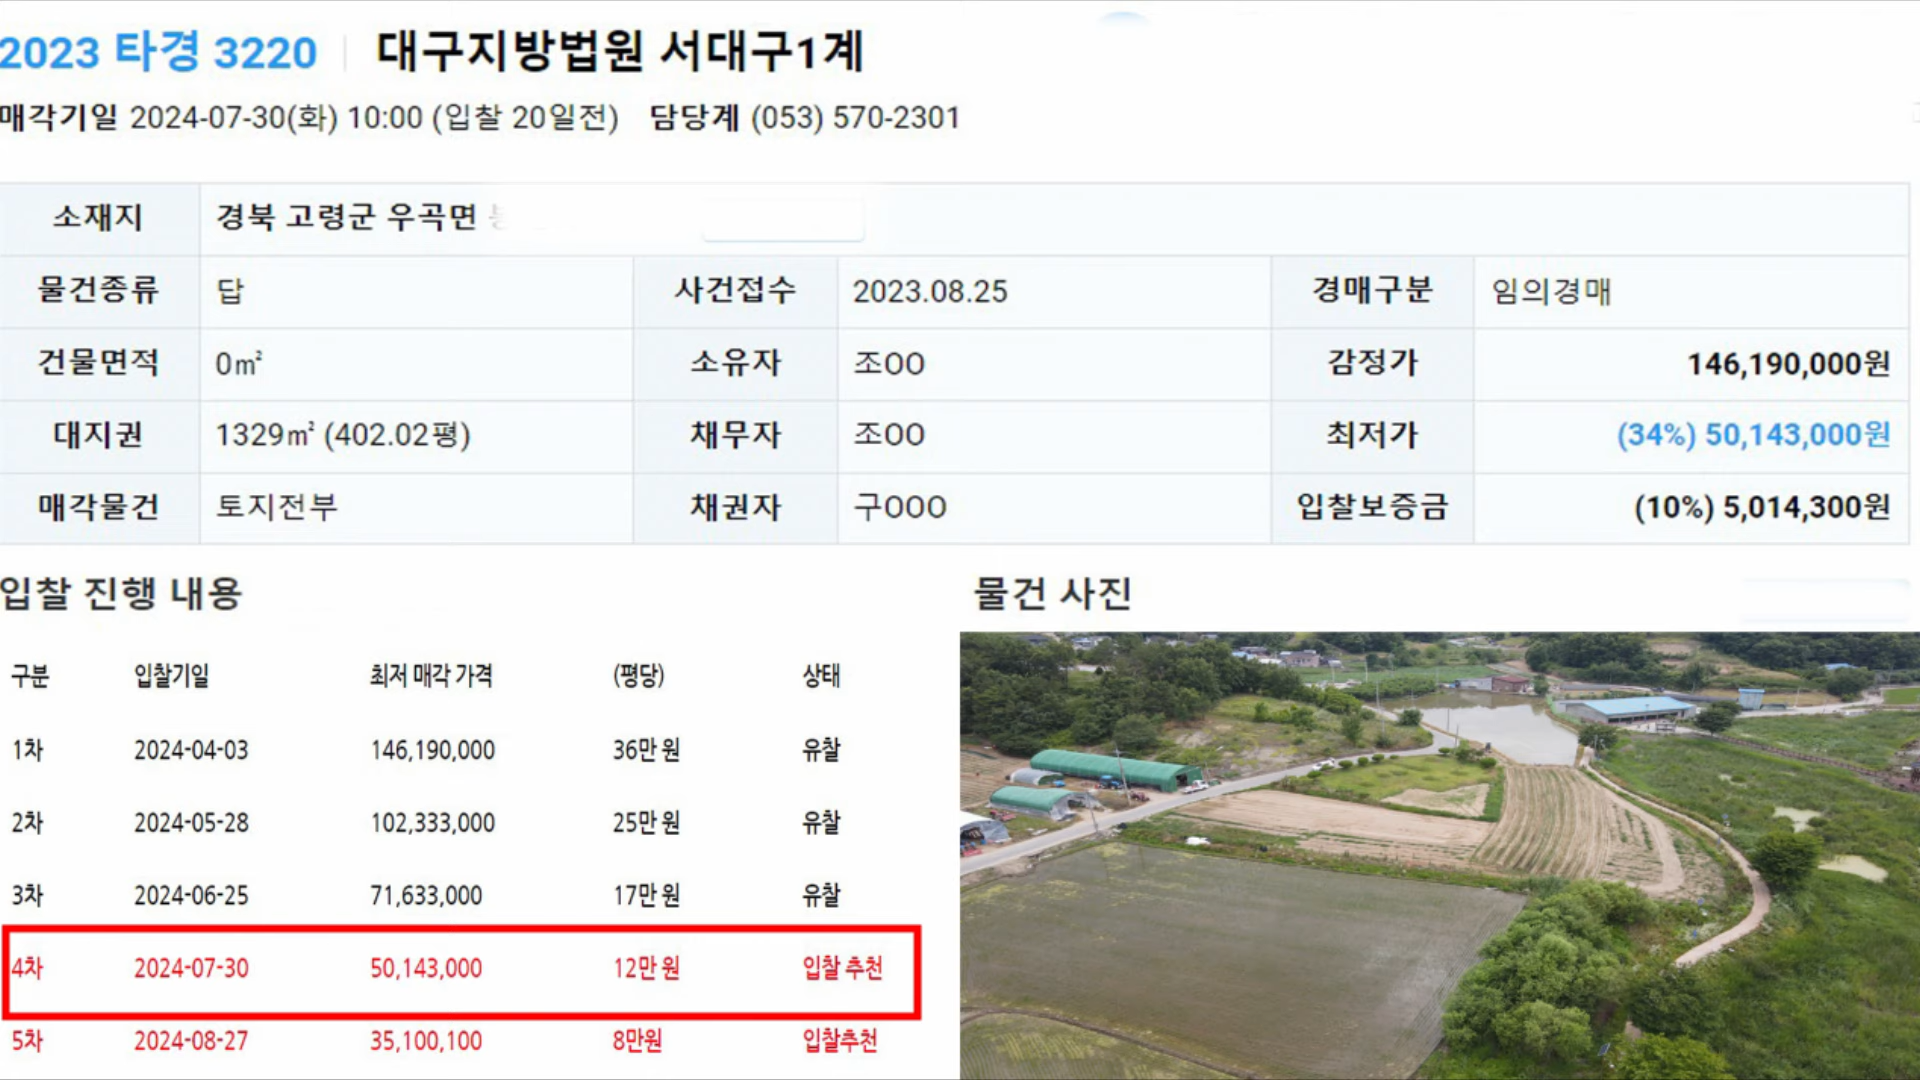 2023 타경 3220 대구지방법원 서대구1계
매각기일 2024-07-30(화) 10:00 (입찰 20일전) 담당계 (053) 570-2301
소재지 경북 고령군 우곡면
물건종류 답 사건접수 2023.08.25 경매구분 임의경매
건물면적 0㎡ 소유자 조OO 감정가 146,190,000원
대지권 1329㎡ (402.02평) 채무자 조OO 최저가 (34%) 50,143,000원
매각물건 토지전부 채권자 구OOO 입찰보증금 (10%) 5,014,300원
입찰 진행 내용
물건 사진
구분 입찰기일 최저 매각 가격 (평당) 상태
1차 2024-04-03 146,190,000 36만 원 유찰
2차 2024-05-28 102,333,000 25만 원 유찰
3차 2024-06-25 71,633,000 17만 원 유찰
4차 2024-07-30 50,143,000 12만 원 입찰 추천
5차 2024-08-27 35,100,100 8만원 입찰추천